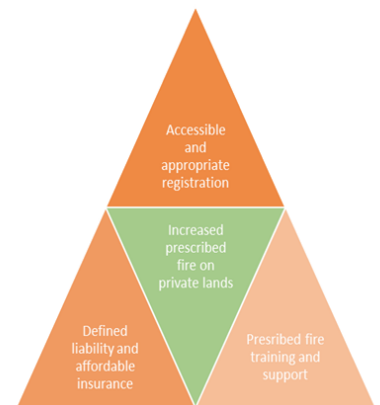 Accessible
and
appropriate
registration
Increased
prescribed
fire on
private lands
Defined
liability and
affordable
insurance
Presribed fire
training and
support